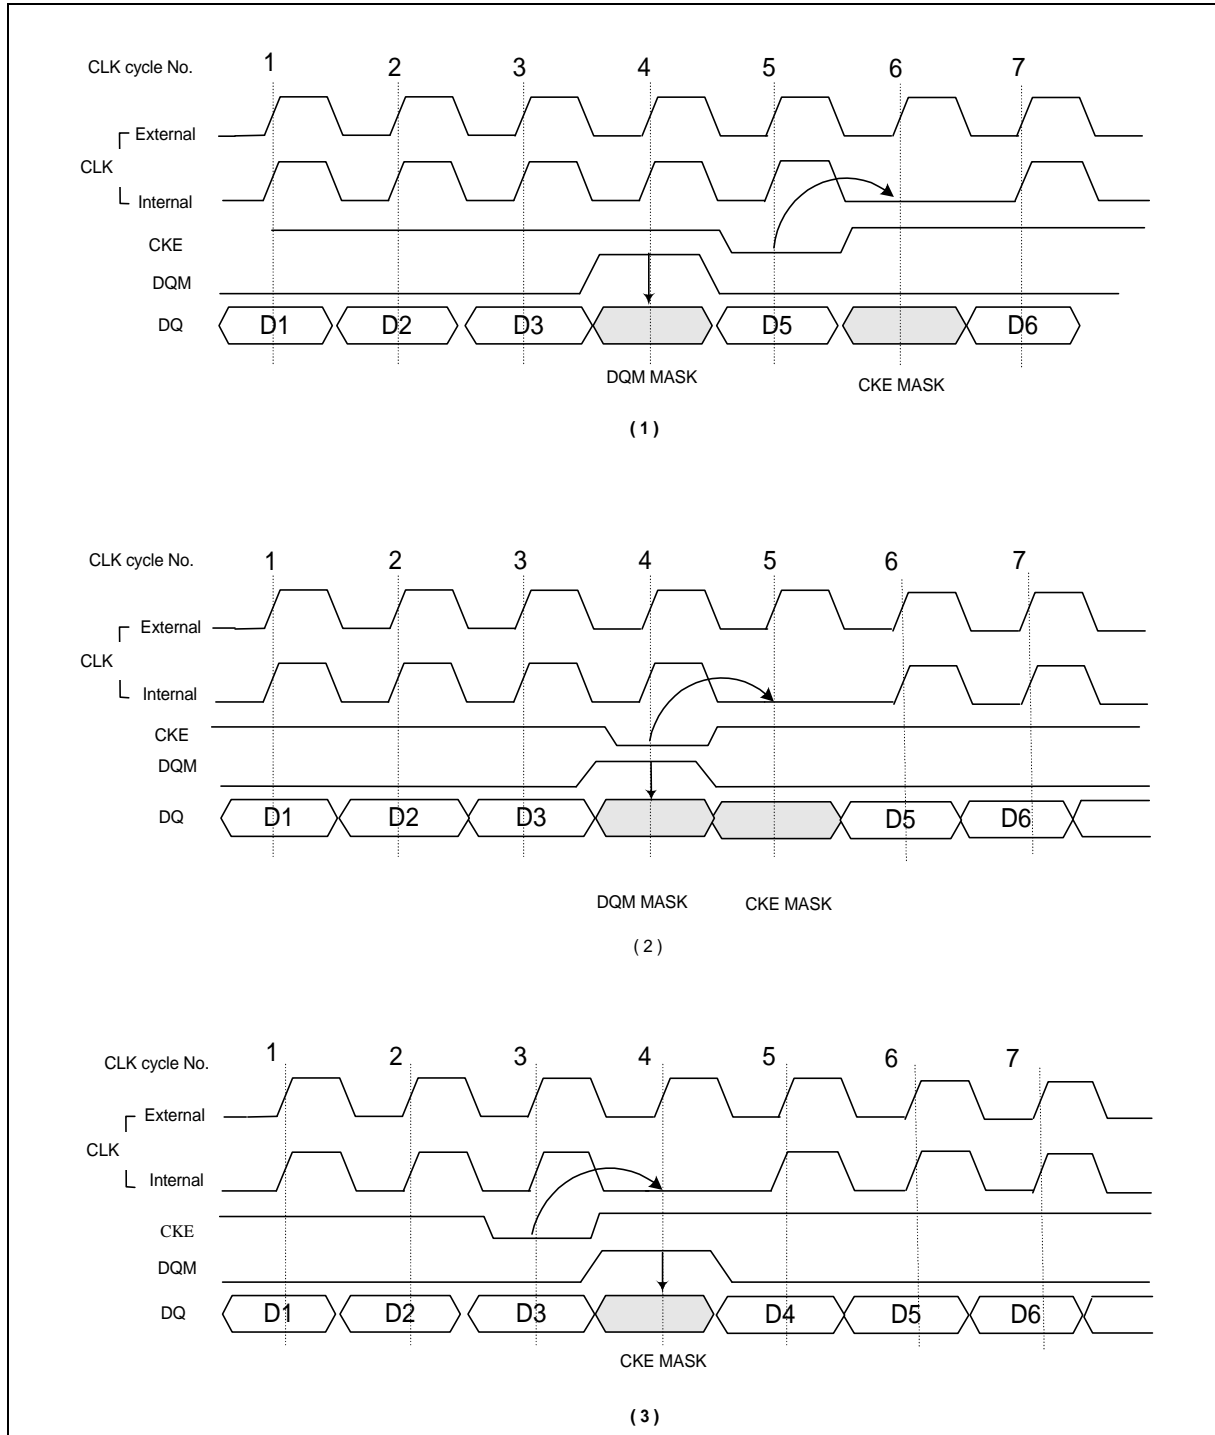 CLK cycle No. 1 2 3 4 5 6 7
External
CLK
Internal
CKE
DQM
DQ D1 D2 D3 D5 D6
DQM MASK CKE MASK
( 1 )
CLK cycle No. 1 2 3 4 5 6 7
External
CLK
Internal
CKE
DQM
DQ D1 D2 D3 D5 D6
DQM MASK CKE MASK
( 2 )
CLK cycle No. 1 2 3 4 5 6 7
External
CLK
Internal
CKE
DQM
DQ D1 D2 D3 D4 D5 D6
CKE MASK
( 3 )